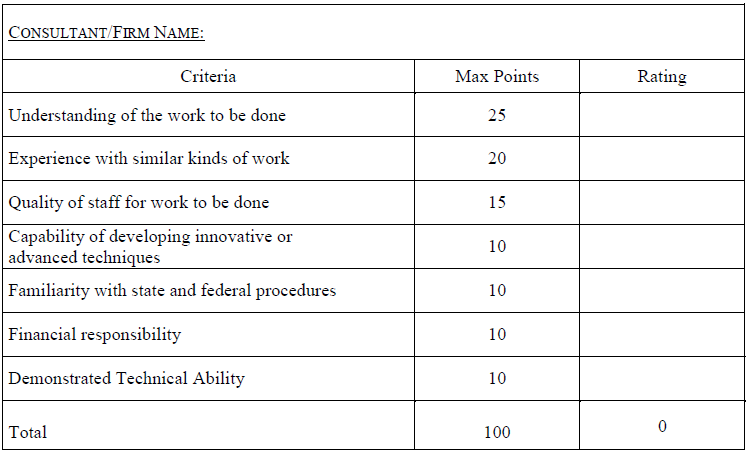 CONSULTANT/FIRM NAME:
Criteria Max Points Rating
Understanding of the work to be done 25
Experience with similar kinds of work 20
Quality of staff for work to be done 15
Capability of developing innovative or
advanced techniques 10
Familiarity with state and federal procedures 10
Financial responsibility 10
Demonstrated Technical Ability 10
Total 100 0